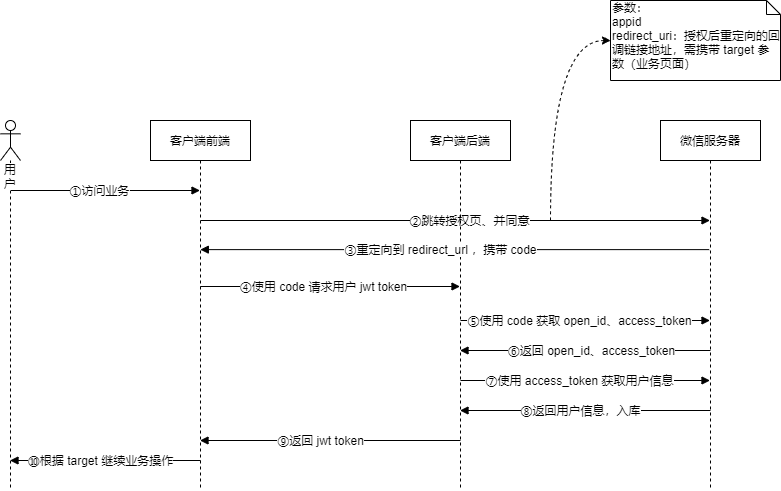 参数：
appid
redirect_uri：授权后重定向的回
调链接地址，需携带 target 参
数（业务页面）
用
户
客户端前端
客户端后端
微信服务器
①访问业务
②跳转授权页、并同意
③重定向到 redirect_url ，携带 code
④使用 code 请求用户 jwt token
⑤使用 code 获取 open_id、access_token
⑥返回 open_id、access_token
⑦使用 access_token 获取用户信息
⑧返回用户信息，入库
⑨返回 jwt token
⑩根据 target 继续业务操作